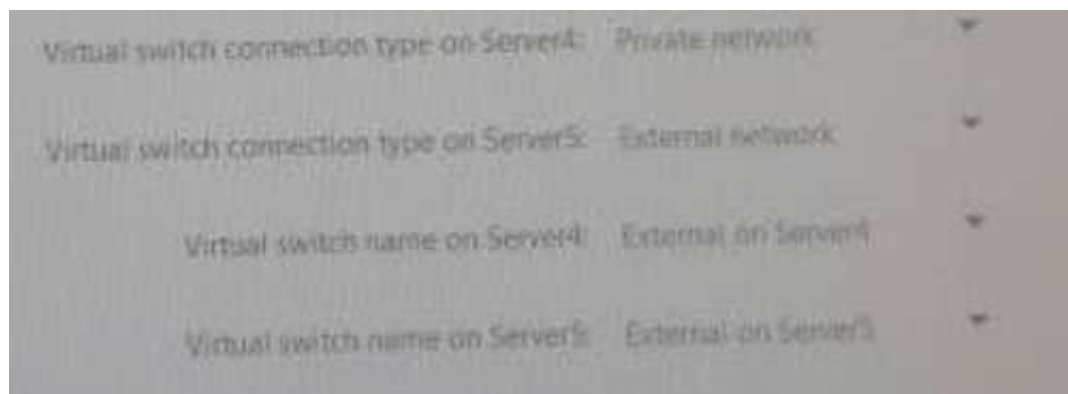 Virtual switch connection type on Server4: Private network
Virtual switch connection type on Server5: External network
Virtual switch name on Server4: External on Server4
Virtual switch name on Server5: External on Server5